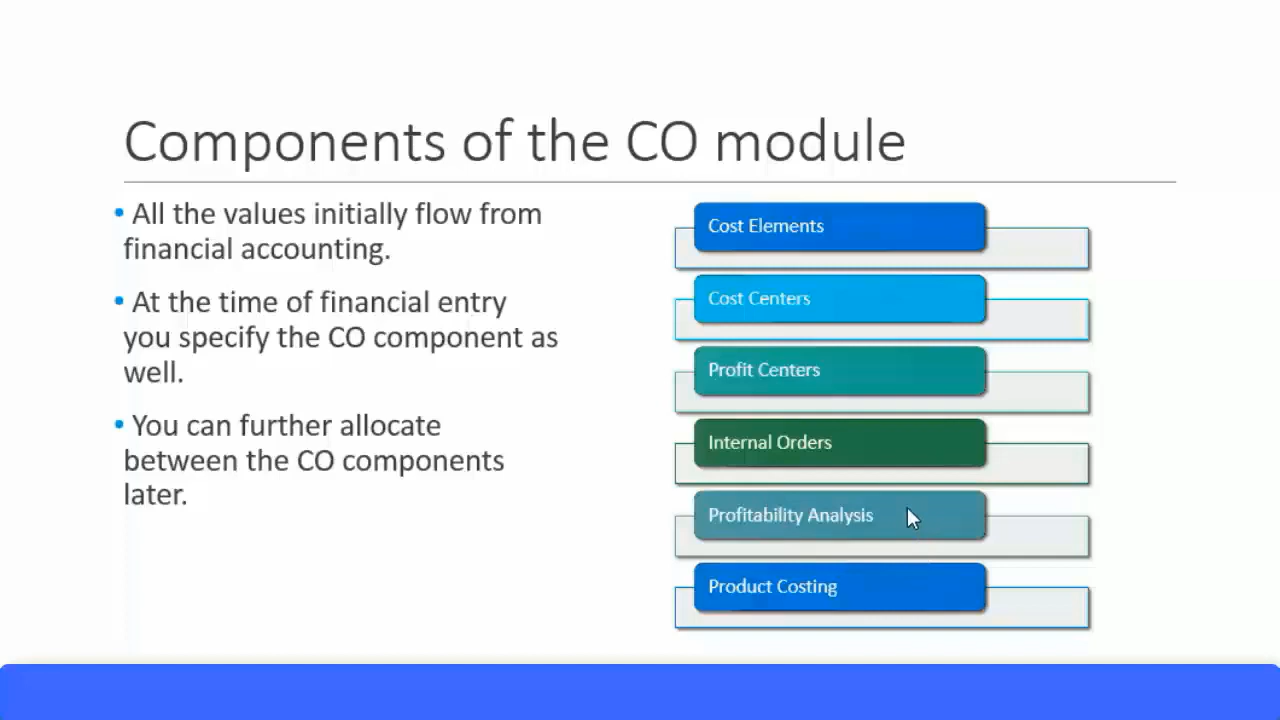 Components of the CO module
• All the values initially flow from
financial accounting.
• At the time of financial entry
you specify the CO component as
well.
• You can further allocate
between the CO components
later.
Cost Elements
Cost Centers
Profit Centers
Internal Orders
Profitability Analysis
Product Costing